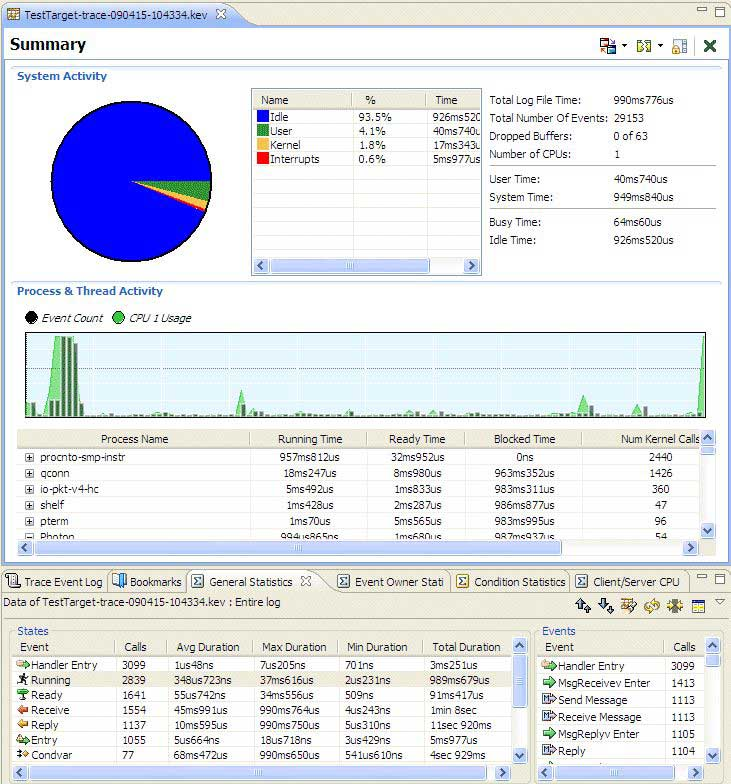 TestTarget-trace-090415-104334.kev
Summary
System Activity
Name % Time
Idle 93.5% 926ms520
User 4.1% 40ms740u
Kernel 1.8% 17ms343u
Interrupts 0.6% 5ms977us
Total Log File Time: 990ms776us
Total Number Of Events: 29153
Dropped Buffers: 0 of 63
Number of CPUs: 1
User Time: 40ms740us
System Time: 949ms840us
Busy Time: 64ms60us
Idle Time: 926ms520us
Process & Thread Activity
Event Count CPU 1 Usage
Process Name Running Time Ready Time Blocked Time Num Kernel Calls
procnto-smp-instr 957ms812us 32ms952us 0ns 2440
qconn 18ms247us 8ms980us 963ms352us 1426
io-pkt-v4-hc 5ms492us 1ms833us 983ms311us 360
shelf 1ms428us 2ms287us 986ms877us 47
pterm 1ms70us 5ms565us 983ms995us 96
Photon 994us865ns 1ms680us 987ms937us 54
Trace Event Log Bookmarks General Statistics Event Owner Stati Condition Statistics Client/Server CPU
Data of TestTarget-trace-090415-104334.kev : Entire log
States
Event Calls Avg Duration Max Duration Min Duration Total Duration
Handler Entry 3099 1us48ns 7us205ns 701ns 3ms251us
Running 2839 348us723ns 37ms616us 2us231ns 989ms679us
Ready 1641 55us742ns 34ms556us 509ns 91ms417us
Receive 1554 45ms991us 990ms764us 4us243ns 1min 8sec
Reply 1137 10ms595us 990ms750us 5us310ns 11sec 920ms
Entry 1055 5us664ns 18us718ns 3us429ns 5ms977us
Condvar 77 68ms472us 990ms650us 541us610ns 4sec 929ms
Events
Event Calls
Handler Entry 3099
MsgReceivev Enter 1413
Send Message 1113
Receive Message 1113
MsgReplyv Enter 1105
Reply 1104